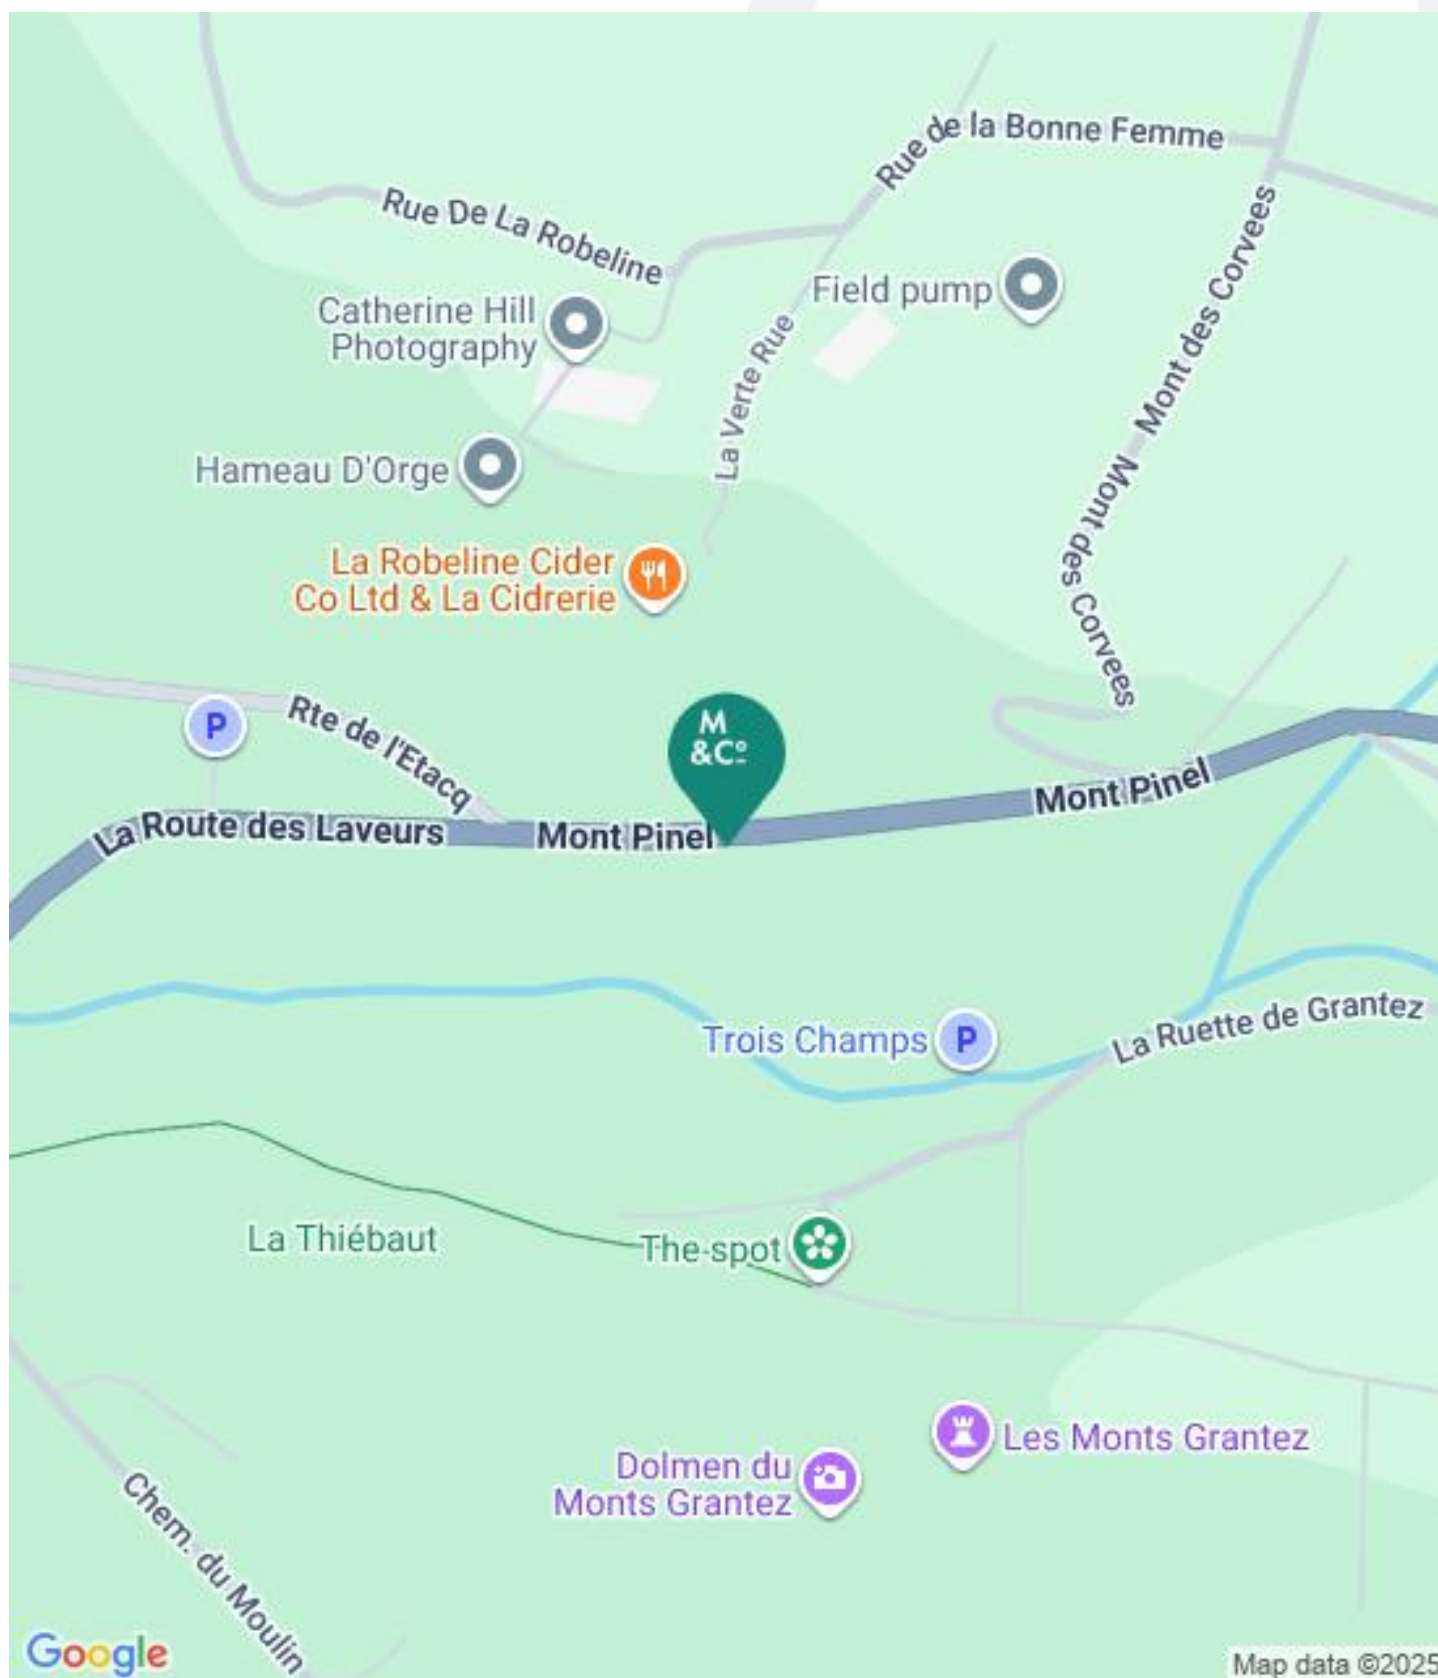 Rue de la Bonne Femme
Rue De La Robeline
Mont des Corvees
Field pump
Catherine Hill
Photography
La Verte Rue
Hameau D'Orge
Mont des Corvees
La Robeline Cider
Co Ltd & La Cidrerie
Rte de l'Etacq
P
M
&Cº
La Route des Laveurs
Mont Pinel
Mont Pinel
Trois Champs
P
La Ruette de Grantez
La Thiébaut
The-spot
Les Monts Grantez
Dolmen du
Monts Grantez
Chem. du Moulin
Google
Map data ©2025